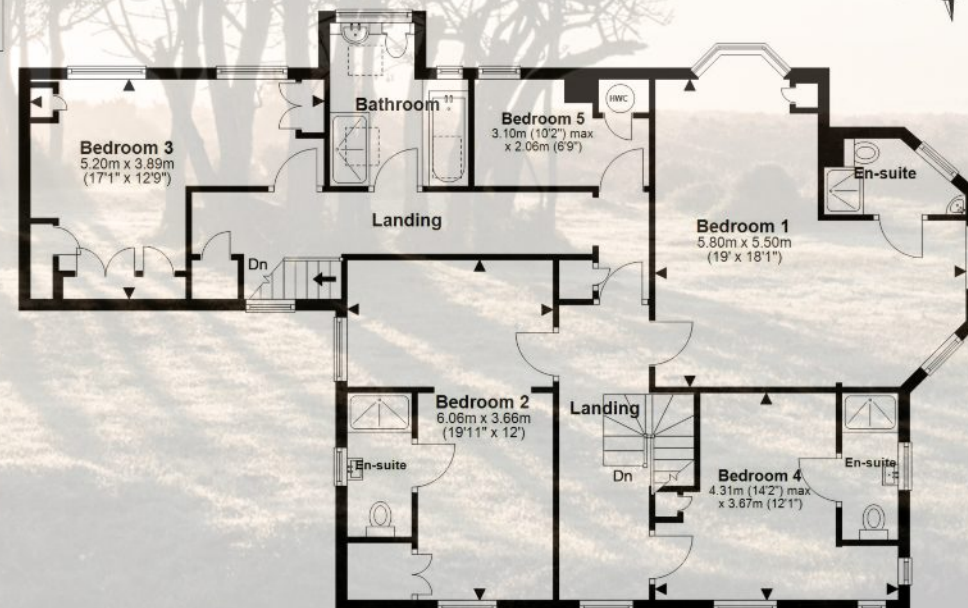 Bathroom
HWC
Bedroom 5
3.10m (10'2") max
x 2.06m (6'9")
Bedroom 3
5.20m x 3.89m
(17'1" x 12'9")
En-suite
Landing
Bedroom 1
5.80m x 5.50m
(19' x 18'1")
Dn
Bedroom 2
6.06m x 3.66m
(19'11" x 12')
Landing
En-suite
Dn
Bedroom 4
4.31m (14'2") max
x 3.67m (12'1")
En-suite